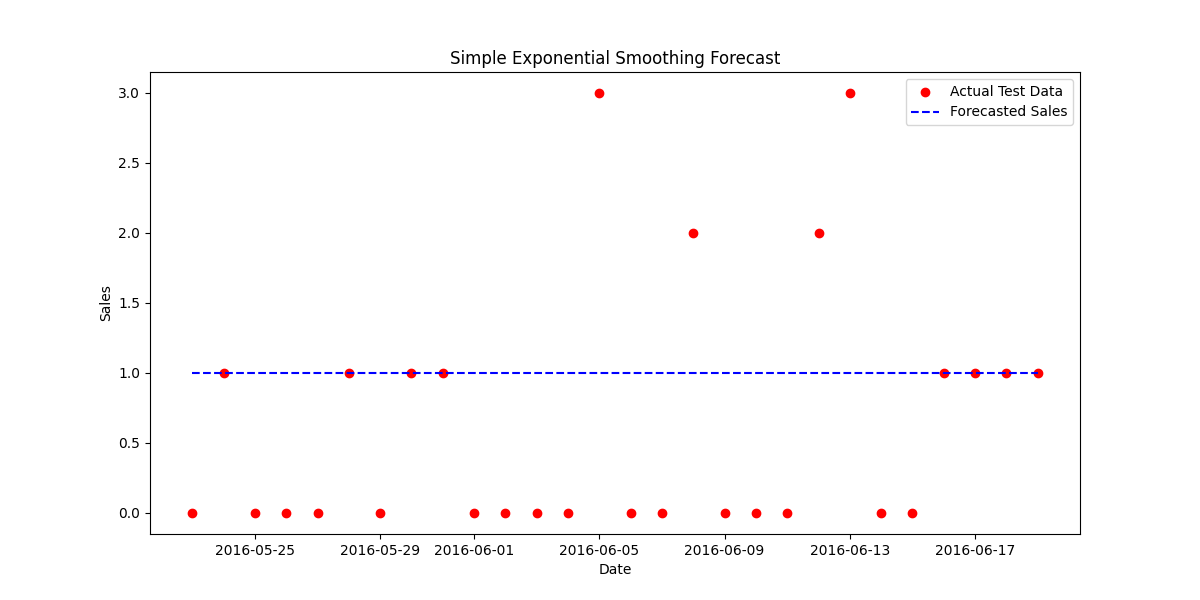 Simple Exponential Smoothing Forecast
Actual Test Data
Forecasted Sales
3.0
2.5
2.0
1.5
1.0
0.5
0.0
Sales
2016-05-25 2016-05-29 2016-06-01 2016-06-05 2016-06-09 2016-06-13 2016-06-17
Date